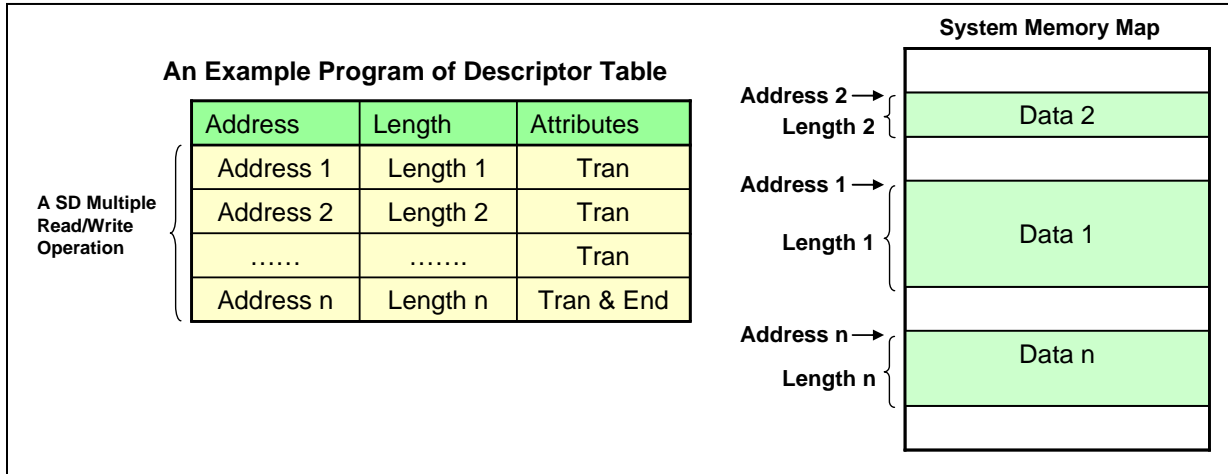 System Memory Map
An Example Program of Descriptor Table
Address Length Attributes
Address 1 Length 1 Tran
Address 2 Length 2 Tran
…… ……. Tran
Address n Length n Tran & End
A SD Multiple
Read/Write
Operation
Address 2
Length 2
Data 2
Address 1
Length 1
Data 1
Address n
Length n
Data n